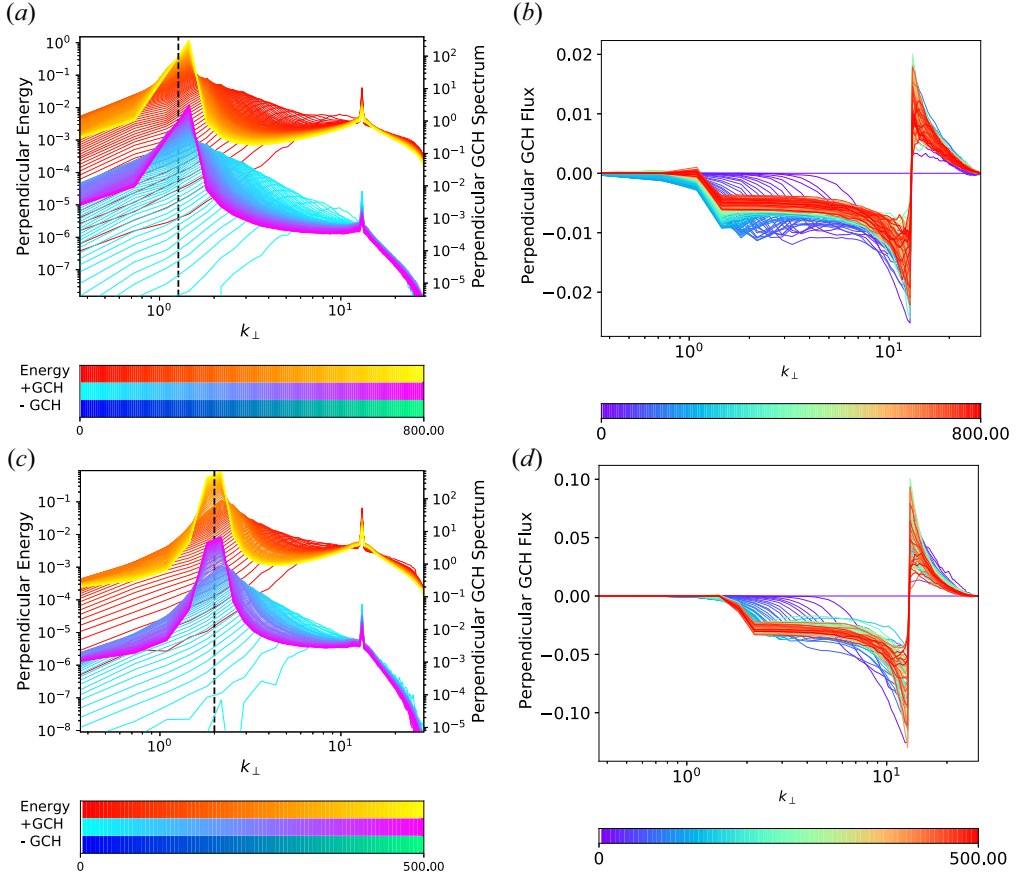 (a)
(b)
10^0
10^-1
10^-2
10^-3
10^-4
10^-5
10^-6
10^-7
Perpendicular Energy
10^2
10^1
10^0
10^-1
10^-2
10^-3
10^-4
10^-5
Perpendicular GCH Spectrum
10^0
10^1
k⊥
0.02
0.01
0.00
−0.01
−0.02
Perpendicular GCH Flux
10^0
10^1
k⊥
Energy
+GCH
- GCH
0
800.00
0
800.00
(c)
(d)
10^-1
10^-2
10^-3
10^-4
10^-5
10^-6
10^-7
10^-8
Perpendicular Energy
10^2
10^1
10^0
10^-1
10^-2
10^-3
10^-4
10^-5
Perpendicular GCH Spectrum
10^0
10^1
k⊥
0.10
0.05
0.00
−0.05
−0.10
Perpendicular GCH Flux
10^0
10^1
k⊥
Energy
+GCH
- GCH
0
500.00
0
500.00